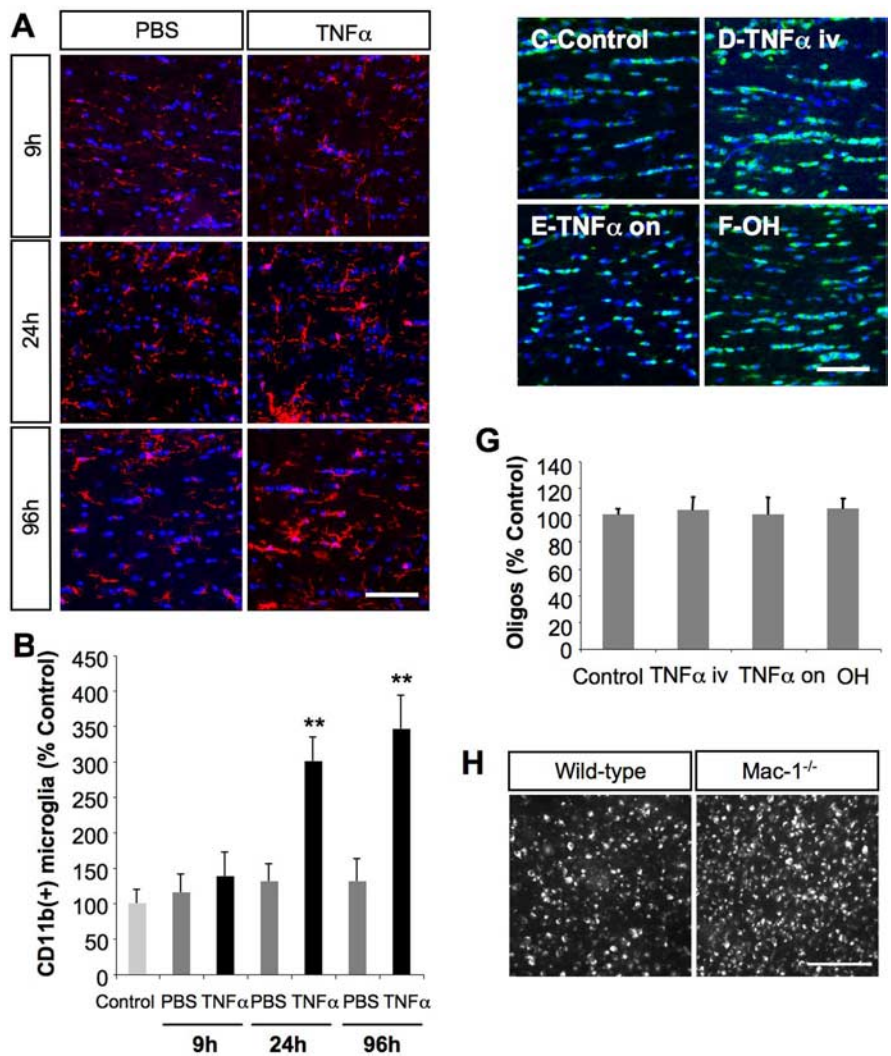 A
PBS
TNFα
9h
24h
96h
B
CD11b(+) microglia (% Control)
450
400
350
300
250
200
150
100
50
0
**
**
Control PBS TNFα PBS TNFα PBS TNFα
9h 24h 96h
C-Control
D-TNFα iv
E-TNFα on
F-OH
G
Oligos (% Control)
140
120
100
80
60
40
20
0
Control TNFα iv TNFα on OH
H
Wild-type
Mac-1-/-